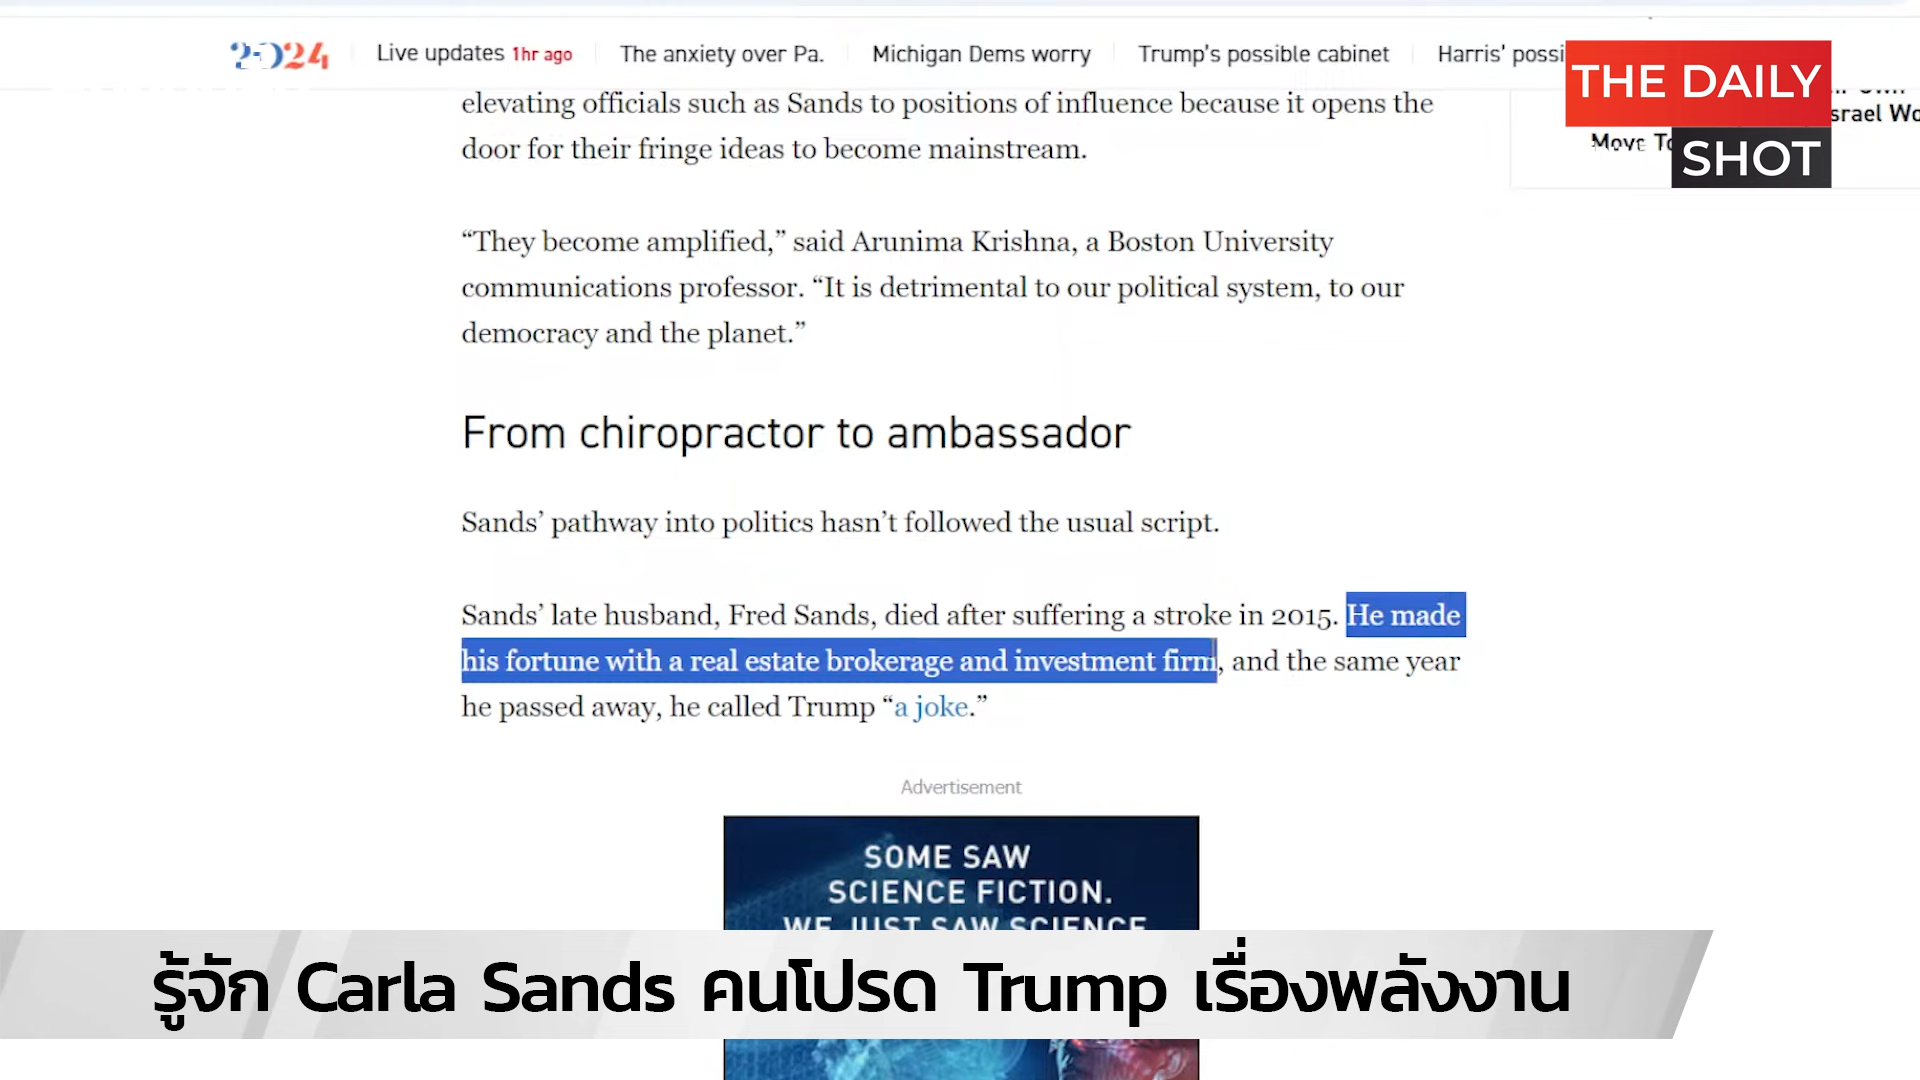 2024 Live updates 1hr ago The anxiety over Pa. Michigan Dems worry Trump's possible cabinet Harris' possi
THE DAILY
SHOT
srael Wo
Move To
elevating officials such as Sands to positions of influence because it opens the
door for their fringe ideas to become mainstream.
“They become amplified,” said Arunima Krishna, a Boston University
communications professor. “It is detrimental to our political system, to our
democracy and the planet.”
From chiropractor to ambassador
Sands’ pathway into politics hasn’t followed the usual script.
Sands’ late husband, Fred Sands, died after suffering a stroke in 2015. He made
his fortune with a real estate brokerage and investment firm, and the same year
he passed away, he called Trump “a joke.”
Advertisement
SOME SAW
SCIENCE FICTION.
WE JUST SAW SCIENCE
รู้จัก Carla Sands คนโปรด Trump เรื่องพลังงาน